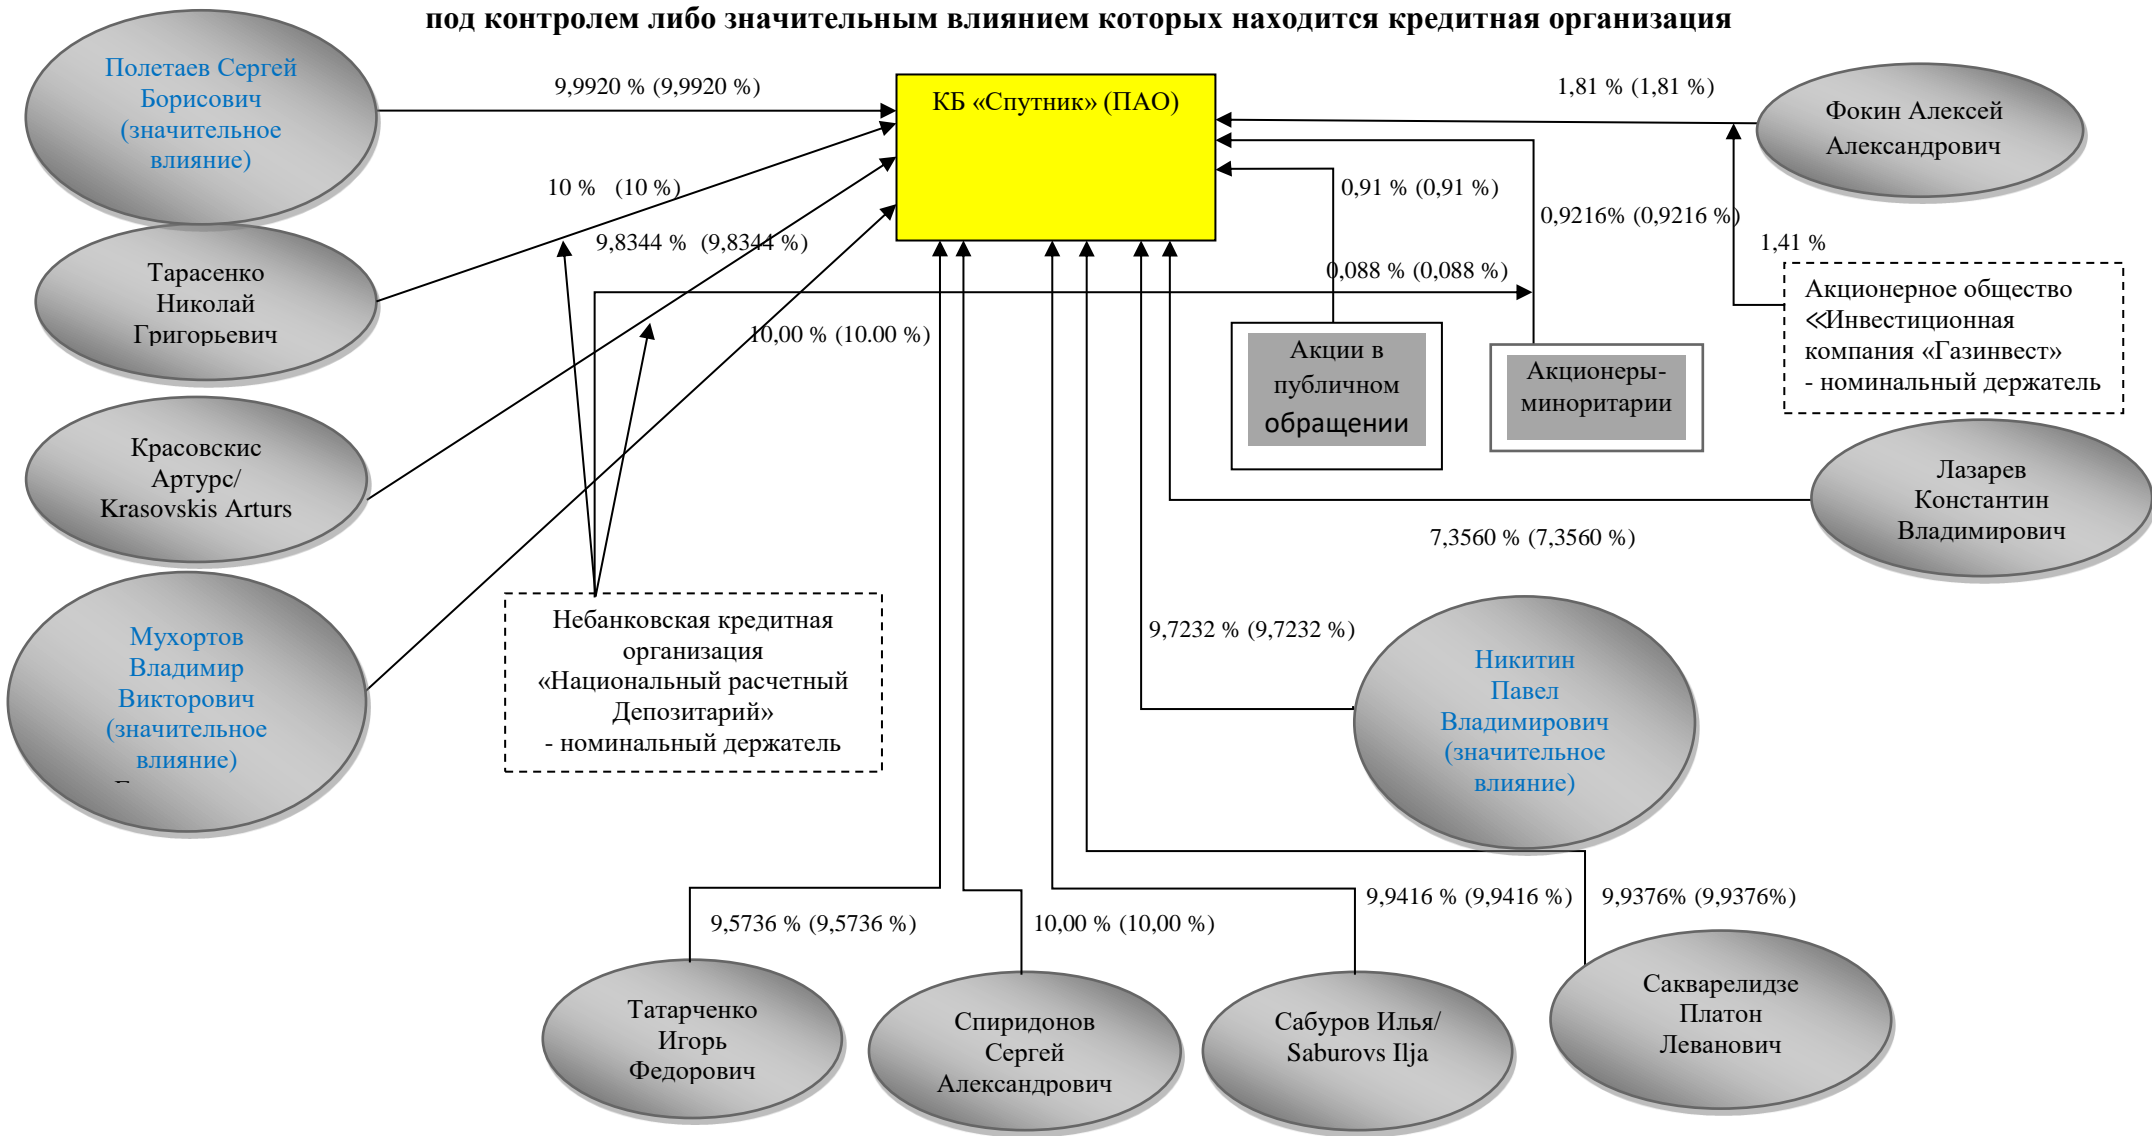 под контролем либо значительным влиянием которых находится кредитная организация
Полетаев Сергей
Борисович
(значительное
влияние)
9,9920 % (9,9920 %)
КБ «Спутник» (ПАО)
1,81 % (1,81 %)
Фокин Алексей
Александрович
10 % (10 %)
0,91 % (0,91 %)
0,9216% (0,9216 %)
Тарасенко
Николай
Григорьевич
9,8344 % (9,8344 %)
0,088 % (0,088 %)
1,41 %
Акционерное общество
≪Инвестиционная
компания «Газинвест»
- номинальный держатель
10,00 % (10.00 %)
Акции в
публичном
обращении
Акционеры-
миноритарии
Красовскис
Артурс/
Krasovskis Arturs
Лазарев
Константин
Владимирович
7,3560 % (7,3560 %)
Мухортов
Владимир
Викторович
(значительное
влияние)
Небанковская кредитная
организация
«Национальный расчетный
Депозитарий»
- номинальный держатель
9,7232 % (9,7232 %)
Никитин
Павел
Владимирович
(значительное
влияние)
9,5736 % (9,5736 %)
10,00 % (10,00 %)
9,9416 % (9,9416 %)
9,9376% (9,9376%)
Татарченко
Игорь
Федорович
Спиридонов
Сергей
Александрович
Сабуров Илья/
Saburovs Ilja
Сакварелидзе
Платон
Леванович